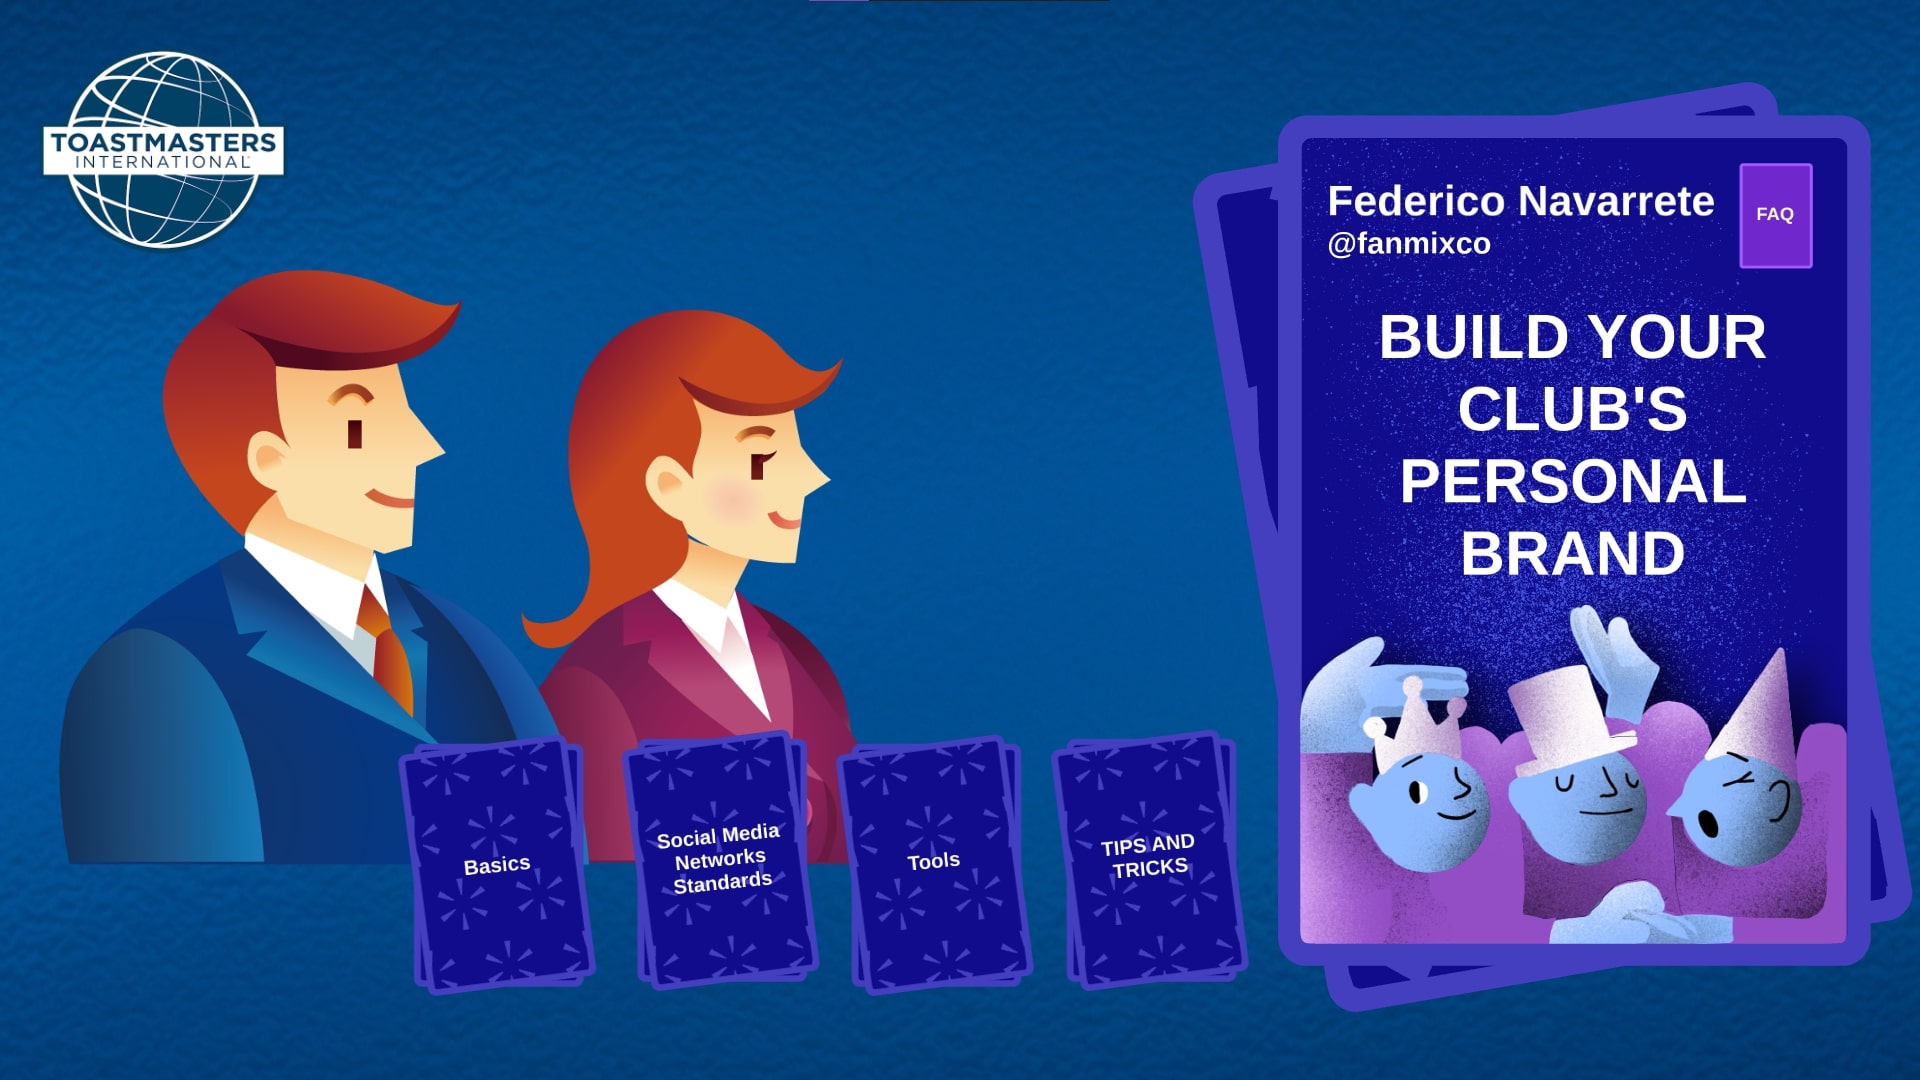 TOASTMASTERS
INTERNATIONAL
Federico Navarrete
@fanmixco
FAQ
BUILD YOUR
CLUB'S
PERSONAL
BRAND
Basics
Social Media
Networks
Standards
Tools
TIPS AND
TRICKS